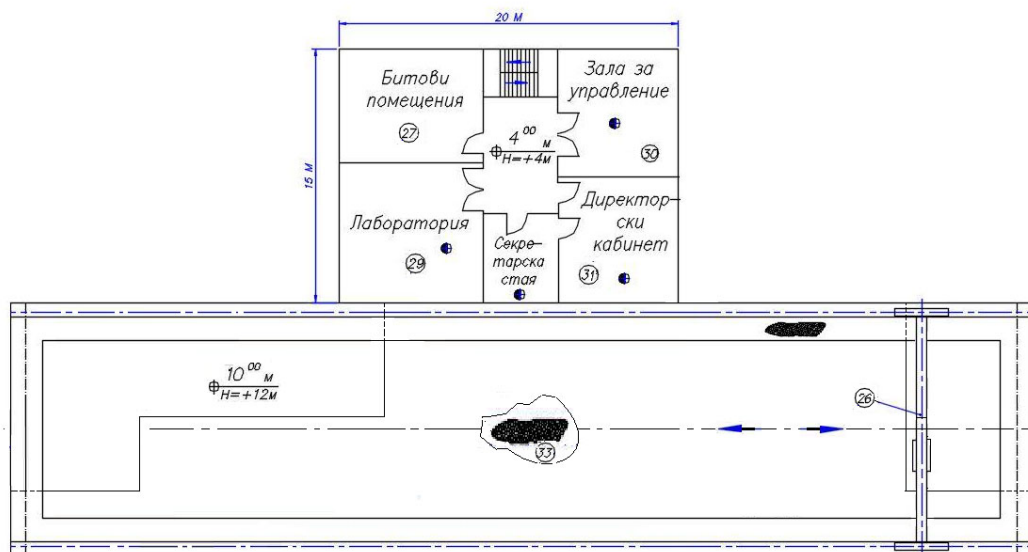 20 М
15 М
Битови
помещения
27
4⁰⁰ м
Н=+4м
Зала за
управление
30
Лаборатория
29
Секре-
тарска
стая
Директор-
ски
кабинет
31
10⁰⁰ м
Н=+12м
26
33